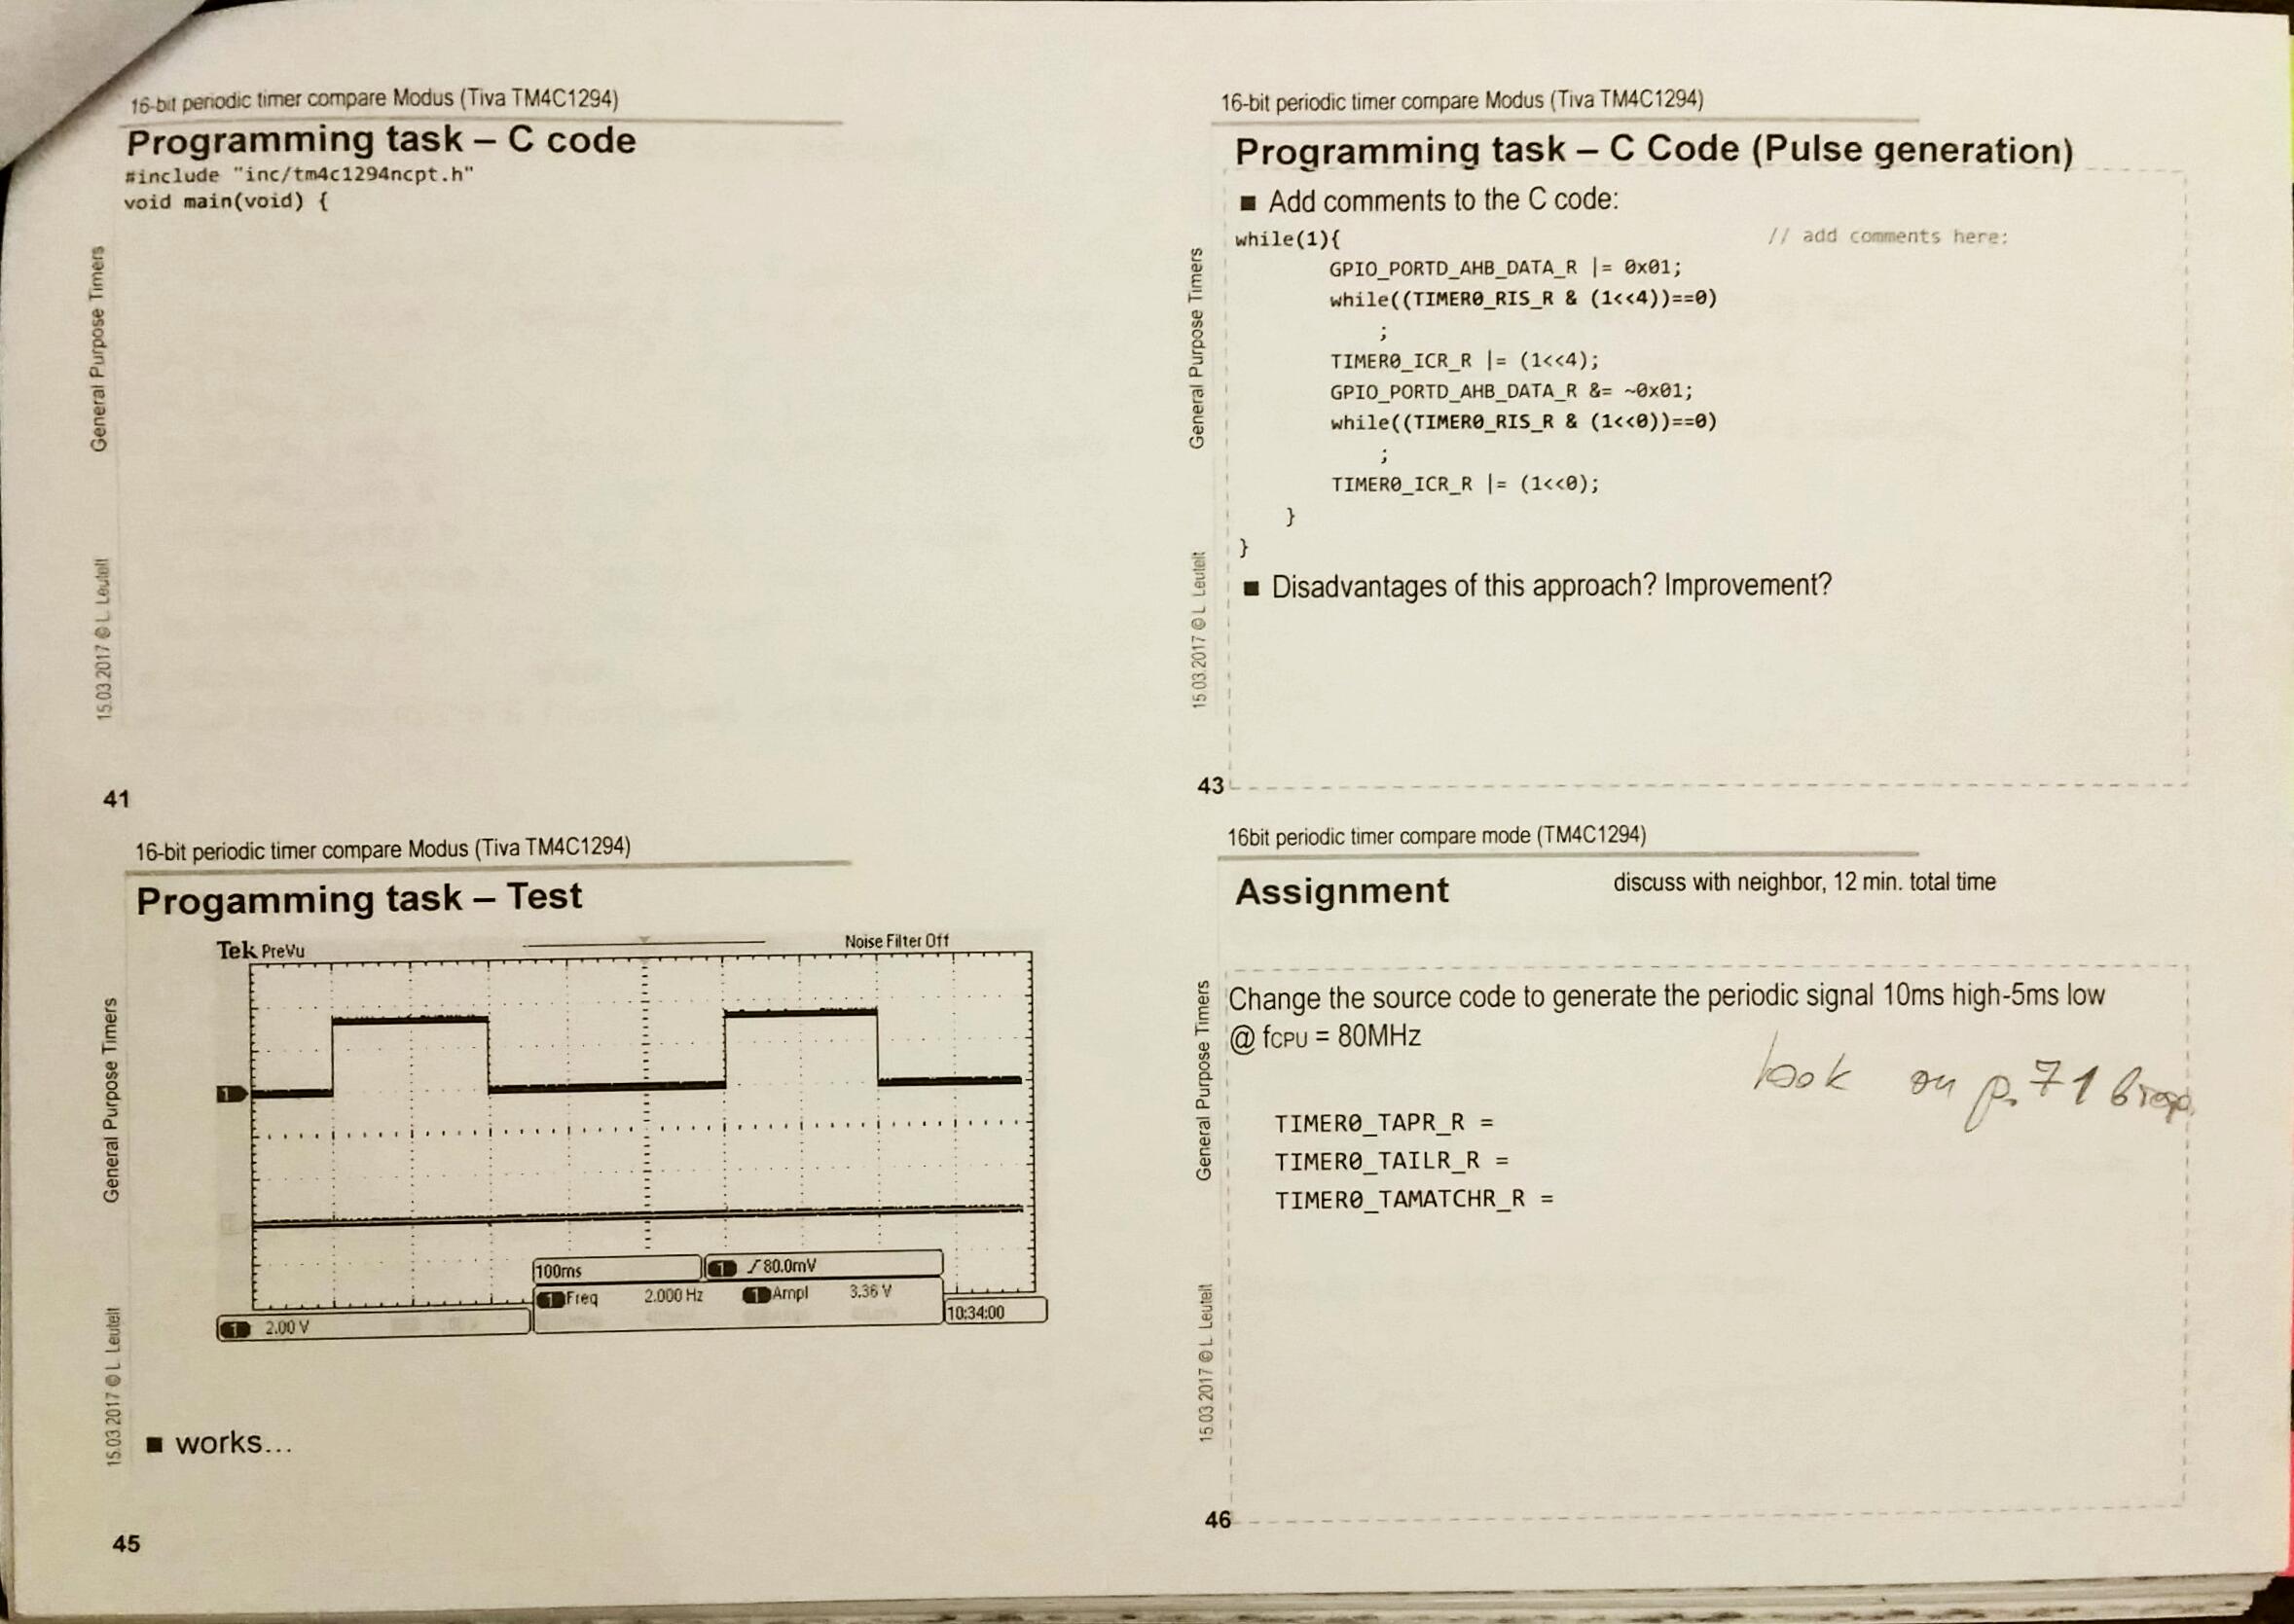 16-bit periodic timer compare Modus (Tiva TM4C1294)
Programming task – C code
#include "inc/tm4c1294ncpt.h"
void main(void) {
General Purpose Timers
15.03.2017 © L. Leutelt
41
16-bit periodic timer compare Modus (Tiva TM4C1294)
Programming task – C Code (Pulse generation)
■ Add comments to the C code:
while(1){ // add comments here:
GPIO_PORTD_AHB_DATA_R |= 0x01;
while((TIMER0_RIS_R & (1<<4))==0)
;
TIMER0_ICR_R |= (1<<4);
GPIO_PORTD_AHB_DATA_R &= ~0x01;
while((TIMER0_RIS_R & (1<<0))==0)
;
TIMER0_ICR_R |= (1<<0);
}
}
■ Disadvantages of this approach? Improvement?
General Purpose Timers
15.03.2017 © L. Leutelt
43
16-bit periodic timer compare Modus (Tiva TM4C1294)
Progamming task – Test
Tek PreVu
Noise Filter Off
1
100ms
1 80.0mV
1 Freq 2.000 Hz
1 Ampl 3.36 V
1 2.00 V
10:34:00
■ works...
General Purpose Timers
15.03.2017 © L. Leutelt
45
16bit periodic timer compare mode (TM4C1294)
Assignment
discuss with neighbor, 12 min. total time
Change the source code to generate the periodic signal 10ms high-5ms low
@ fCPU = 80MHz
look on p. 71
TIMER0_TAPR_R =
TIMER0_TAILR_R =
TIMER0_TAMATCHR_R =
General Purpose Timers
15.03.2017 © L. Leutelt
46